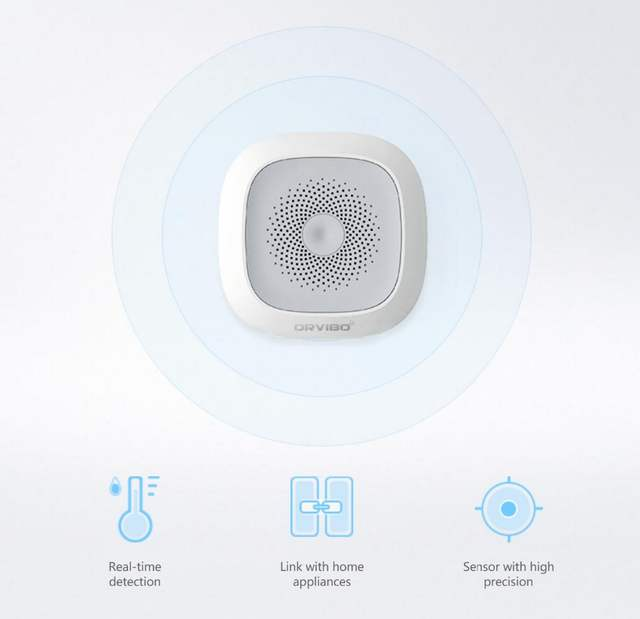 ORVIBO
Real-time
detection
Link with home
appliances
Sensor with high
precision